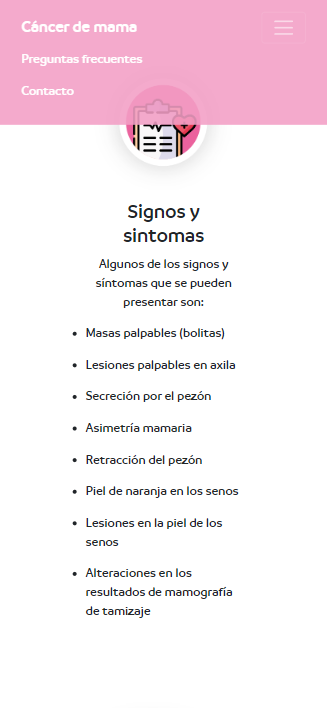 Cáncer de mama
Preguntas frecuentes
Contacto
Signos y
sintomas
Algunos de los signos y
síntomas que se pueden
presentar son:
• Masas palpables (bolitas)
• Lesiones palpables en axila
• Secreción por el pezón
• Asimetría mamaria
• Retracción del pezón
• Piel de naranja en los senos
• Lesiones en la piel de los
senos
• Alteraciones en los
resultados de mamografía
de tamizaje